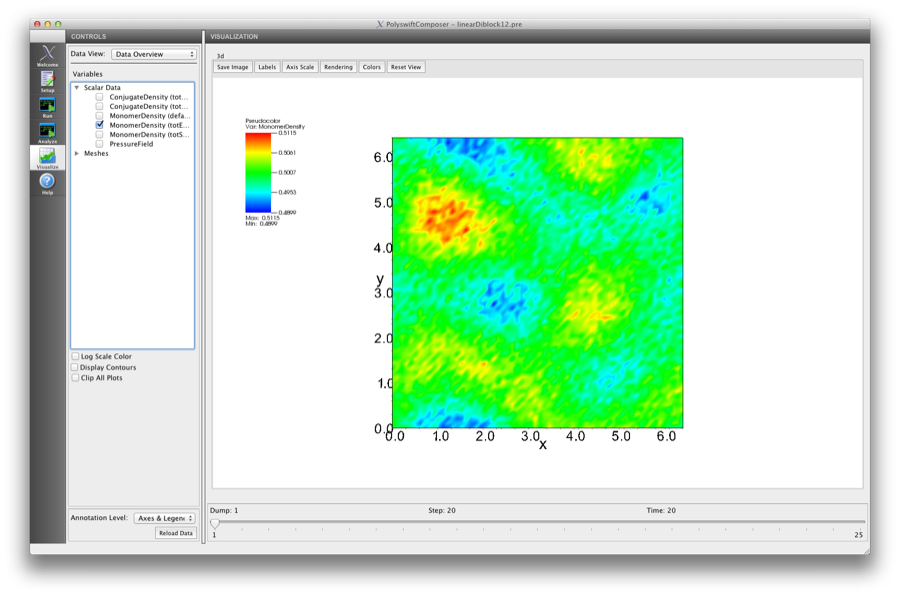 PolyswiftComposer - linearDiblock12.pre
CONTROLS
VISUALIZATION
Welcome
Setup
Run
Analyze
Visualize
Help
Data View: Data Overview
Variables
Scalar Data
ConjugateDensity (tot...
ConjugateDensity (tot...
MonomerDensity (defa...
MonomerDensity (totE...
MonomerDensity (totS...
PressureField
Meshes
Log Scale Color
Display Contours
Clip All Plots
Annotation Level: Axes & Legen
Reload Data
3d
Save Image Labels Axis Scale Rendering Colors Reset View
Pseudocolor
Var: MonomerDensity
0.5115
0.5061
0.5007
0.4953
0.4899
Max: 0.5115
Min: 0.4899
6.0
5.0
4.0
y
3.0
2.0
1.0
0.0
0.0 1.0 2.0 3.0 4.0 5.0 6.0
x
Dump: 1 Step: 20 Time: 20
1 25